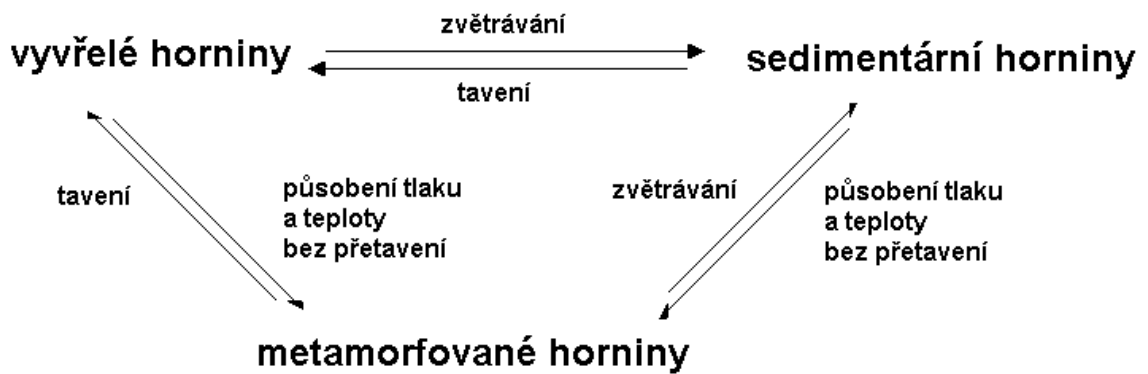 zvětrávání
vyvřelé horniny
sedimentární horniny
tavení
tavení
působení tlaku
a teploty
bez přetavení
zvětrávání
působení tlaku
a teploty
bez přetavení
metamorfované horniny